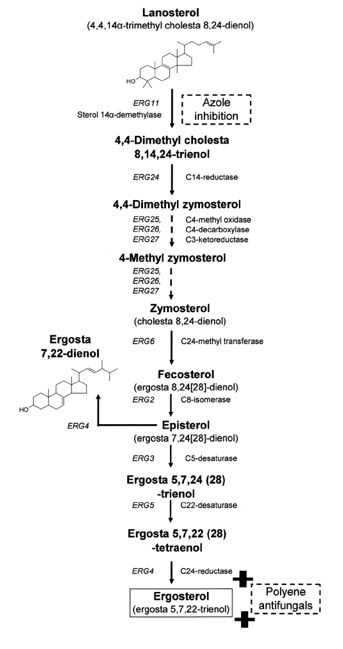 Lanosterol
(4,4,14α-trimethyl cholesta 8,24-dienol)
HO
ERG11
Sterol 14α-demethylase
Azole
inhibition
4,4-Dimethyl cholesta
8,14,24-trienol
ERG24
C14-reductase
4,4-Dimethyl zymosterol
ERG25,
ERG26,
ERG27
C4-methyl oxidase
C4-decarboxylase
C3-ketoreductase
4-Methyl zymosterol
ERG25,
ERG26,
ERG27
Zymosterol
(cholesta 8,24-dienol)
ERG6
C24-methyl transferase
Ergosta
7,22-dienol
HO
Fecosterol
(ergosta 8,24[28]-dienol)
ERG2
C8-isomerase
ERG4
Episterol
(ergosta 7,24[28]-dienol)
ERG3
C5-desaturase
Ergosta 5,7,24 (28)
-trienol
ERG5
C22-desaturase
Ergosta 5,7,22 (28)
-tetraenol
ERG4
C24-reductase
Ergosterol
(ergosta 5,7,22-trienol)
Polyene
antifungals